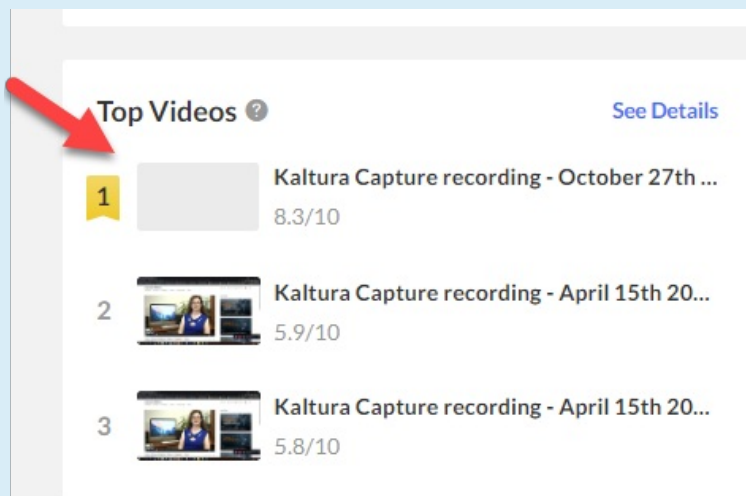 Top Videos ?
See Details
1
Kaltura Capture recording - October 27th ...
8.3/10
2
Kaltura Capture recording - April 15th 20...
5.9/10
3
Kaltura Capture recording - April 15th 20...
5.8/10